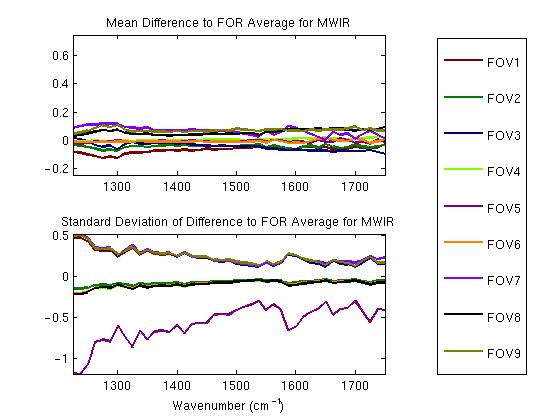 Mean Difference to FOR Average for MWIR
0.6
0.4
0.2
0
−0.2
1300 1400 1500 1600 1700
Standard Deviation of Difference to FOR Average for MWIR
0.5
0
−0.5
−1
1300 1400 1500 1600 1700
Wavenumber (cm⁻¹)
FOV1
FOV2
FOV3
FOV4
FOV5
FOV6
FOV7
FOV8
FOV9